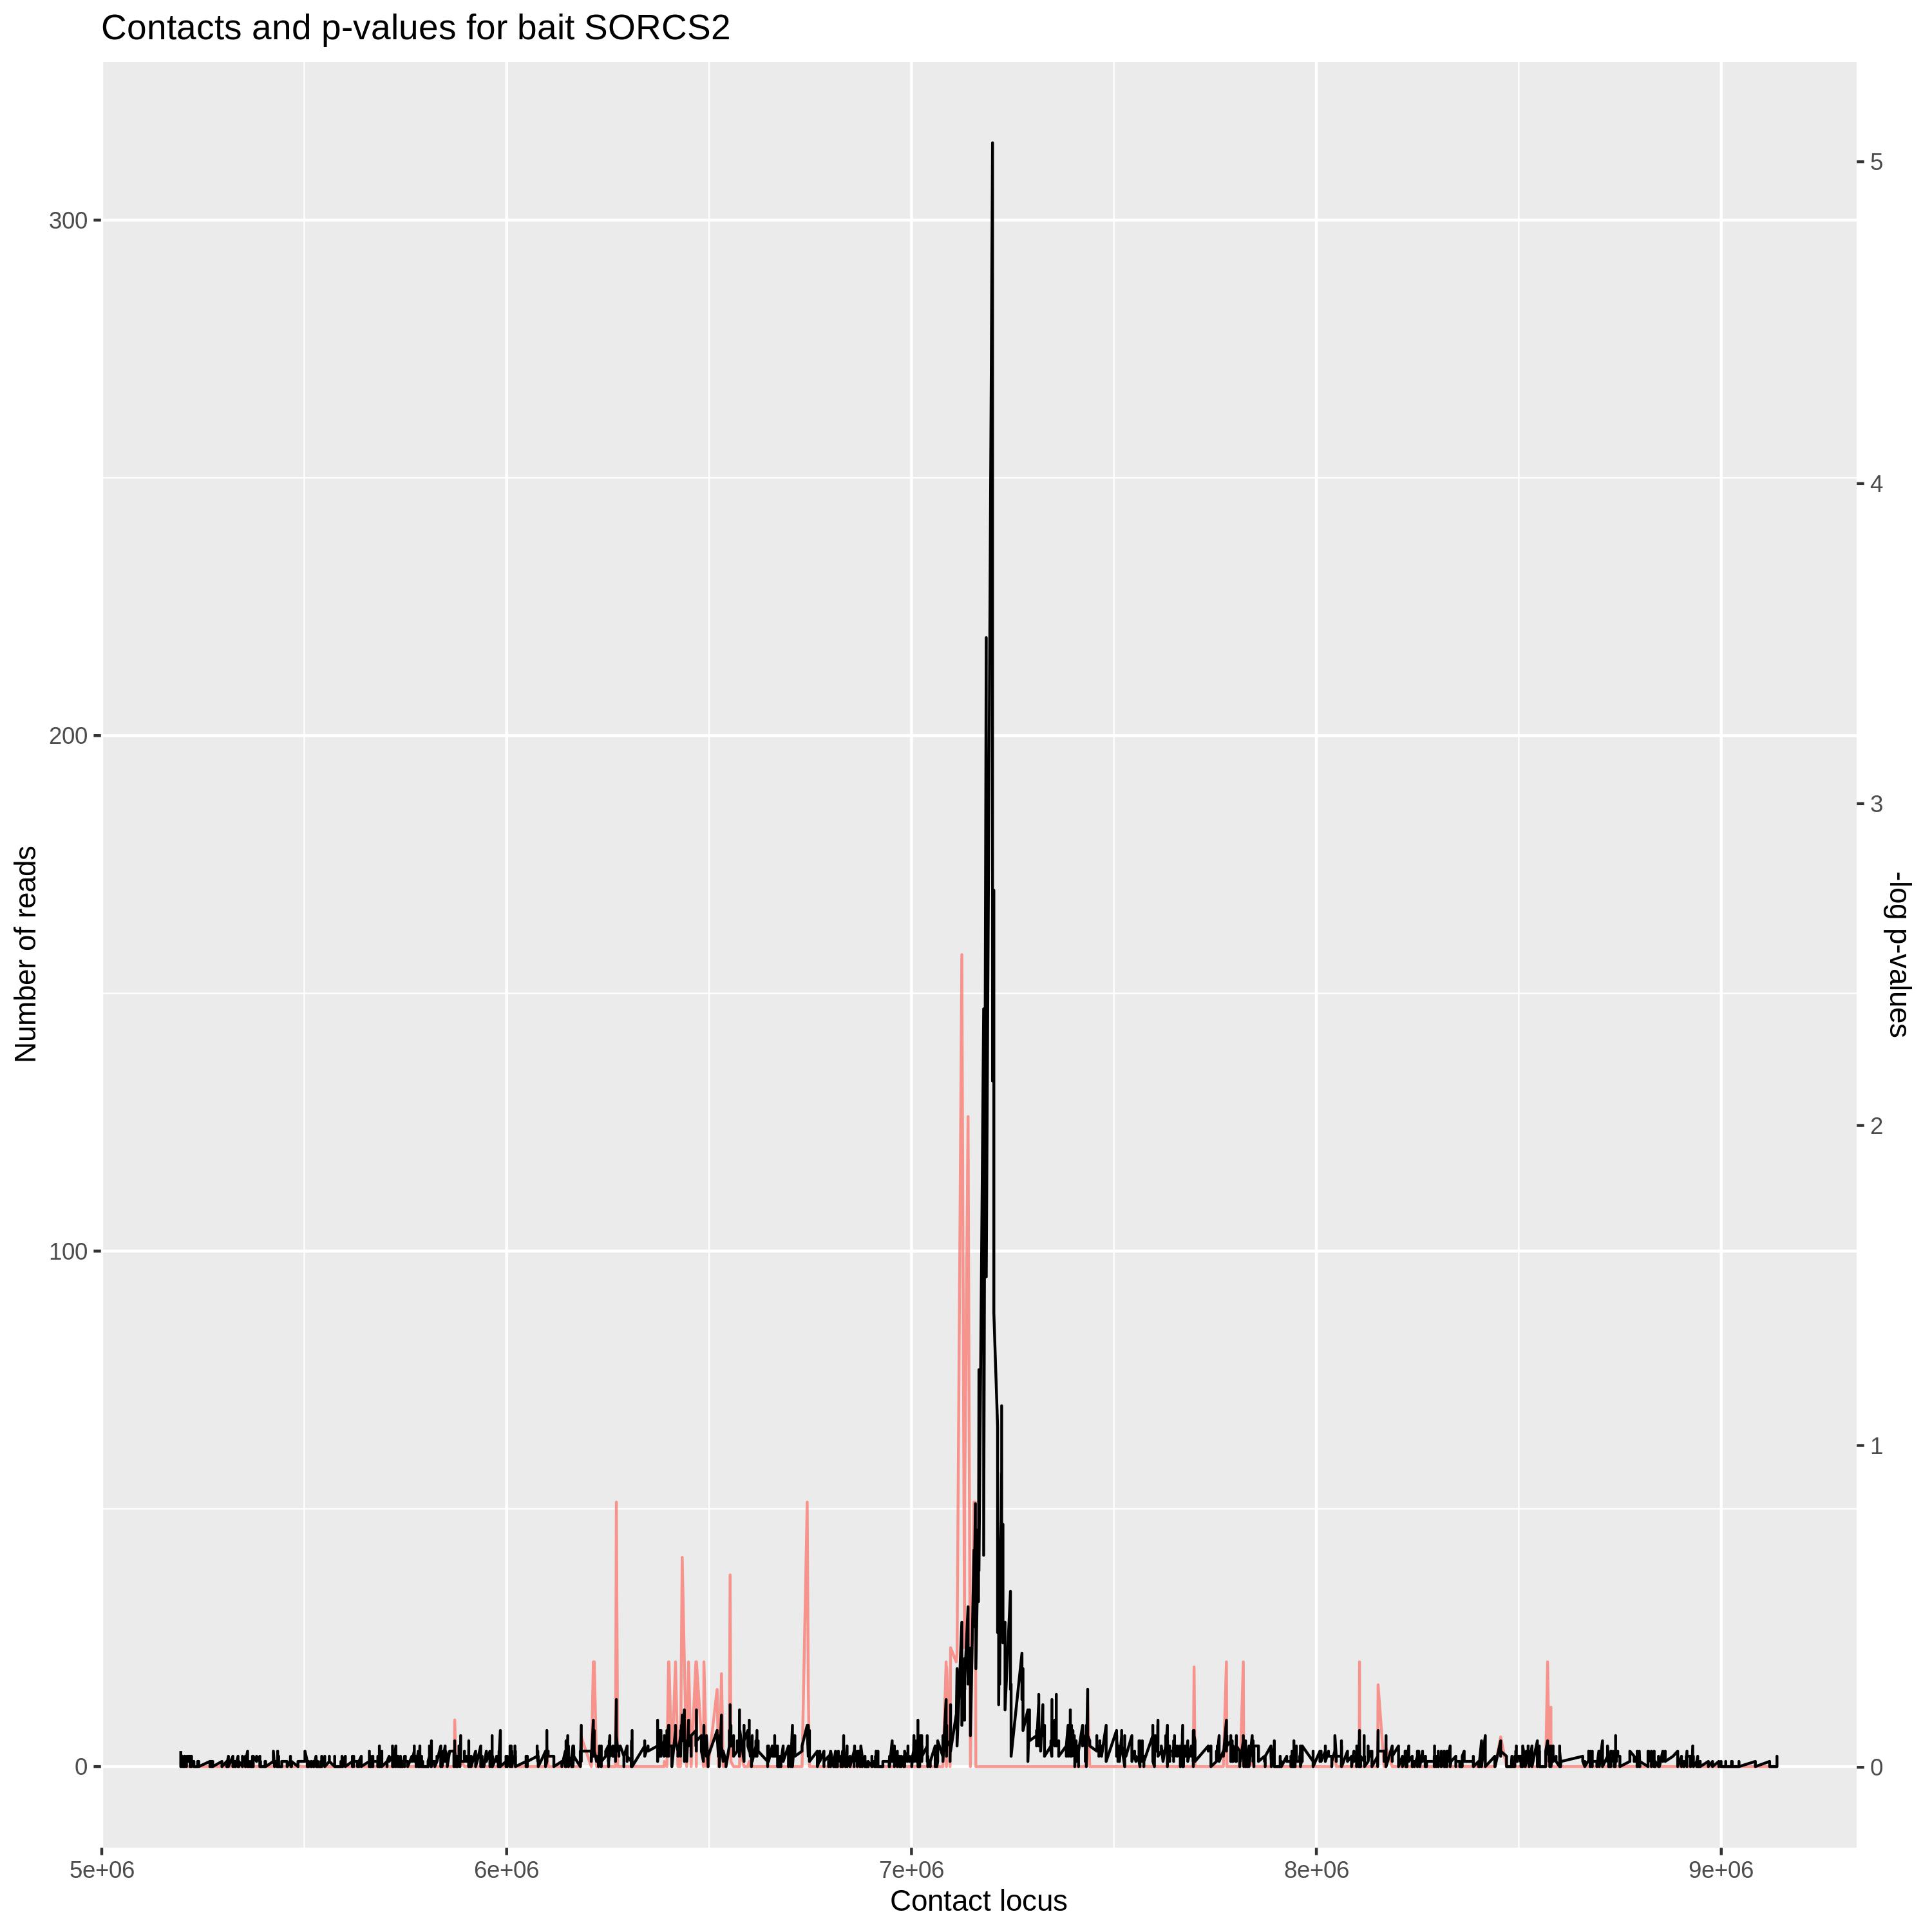 Contacts and p-values for bait SORCS2
300
200
100
0
Number of reads
5
4
3
2
1
0
-log p-values
5e+06
6e+06
7e+06
8e+06
9e+06
Contact locus